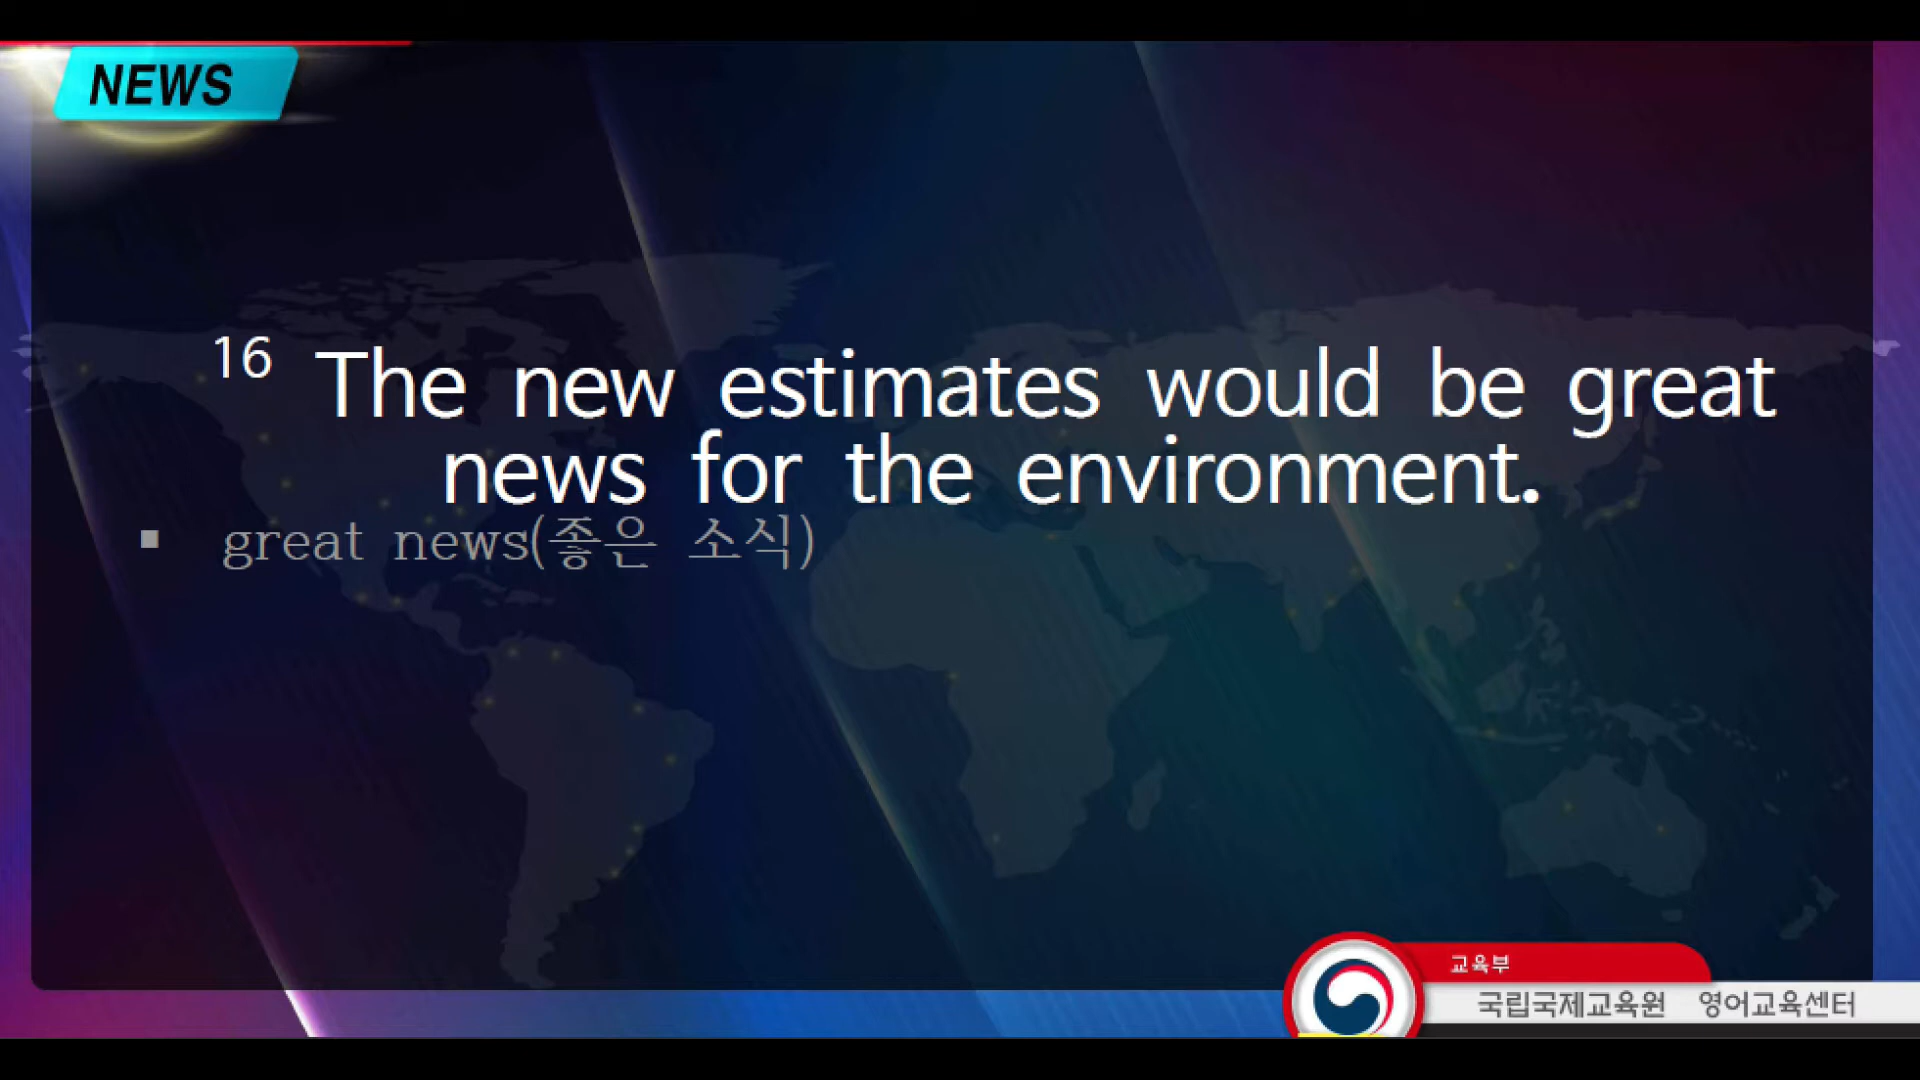 NEWS
16 The new estimates would be great
news for the environment.
▪ great news(좋은 소식)
교육부
국립국제교육원 영어교육센터